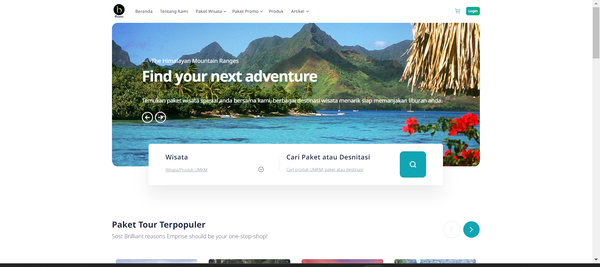 Beranda Tentang Kami Paket Wisata Paket Promo Produk Artikel Login
The Himalayan Mountain Ranges
Find your next adventure
Temukan paket wisata spesial anda bersama kami, berbagai destinasi wisata menarik siap memanjakan liburan anda.
Wisata
Wisata/Produk UMKM
Cari Paket atau Desnitasi
Cari produk UMKM, paket atau destinasi
Paket Tour Terpopuler
Sost Brilliant reasons Emprise should be your one-stop-shop!